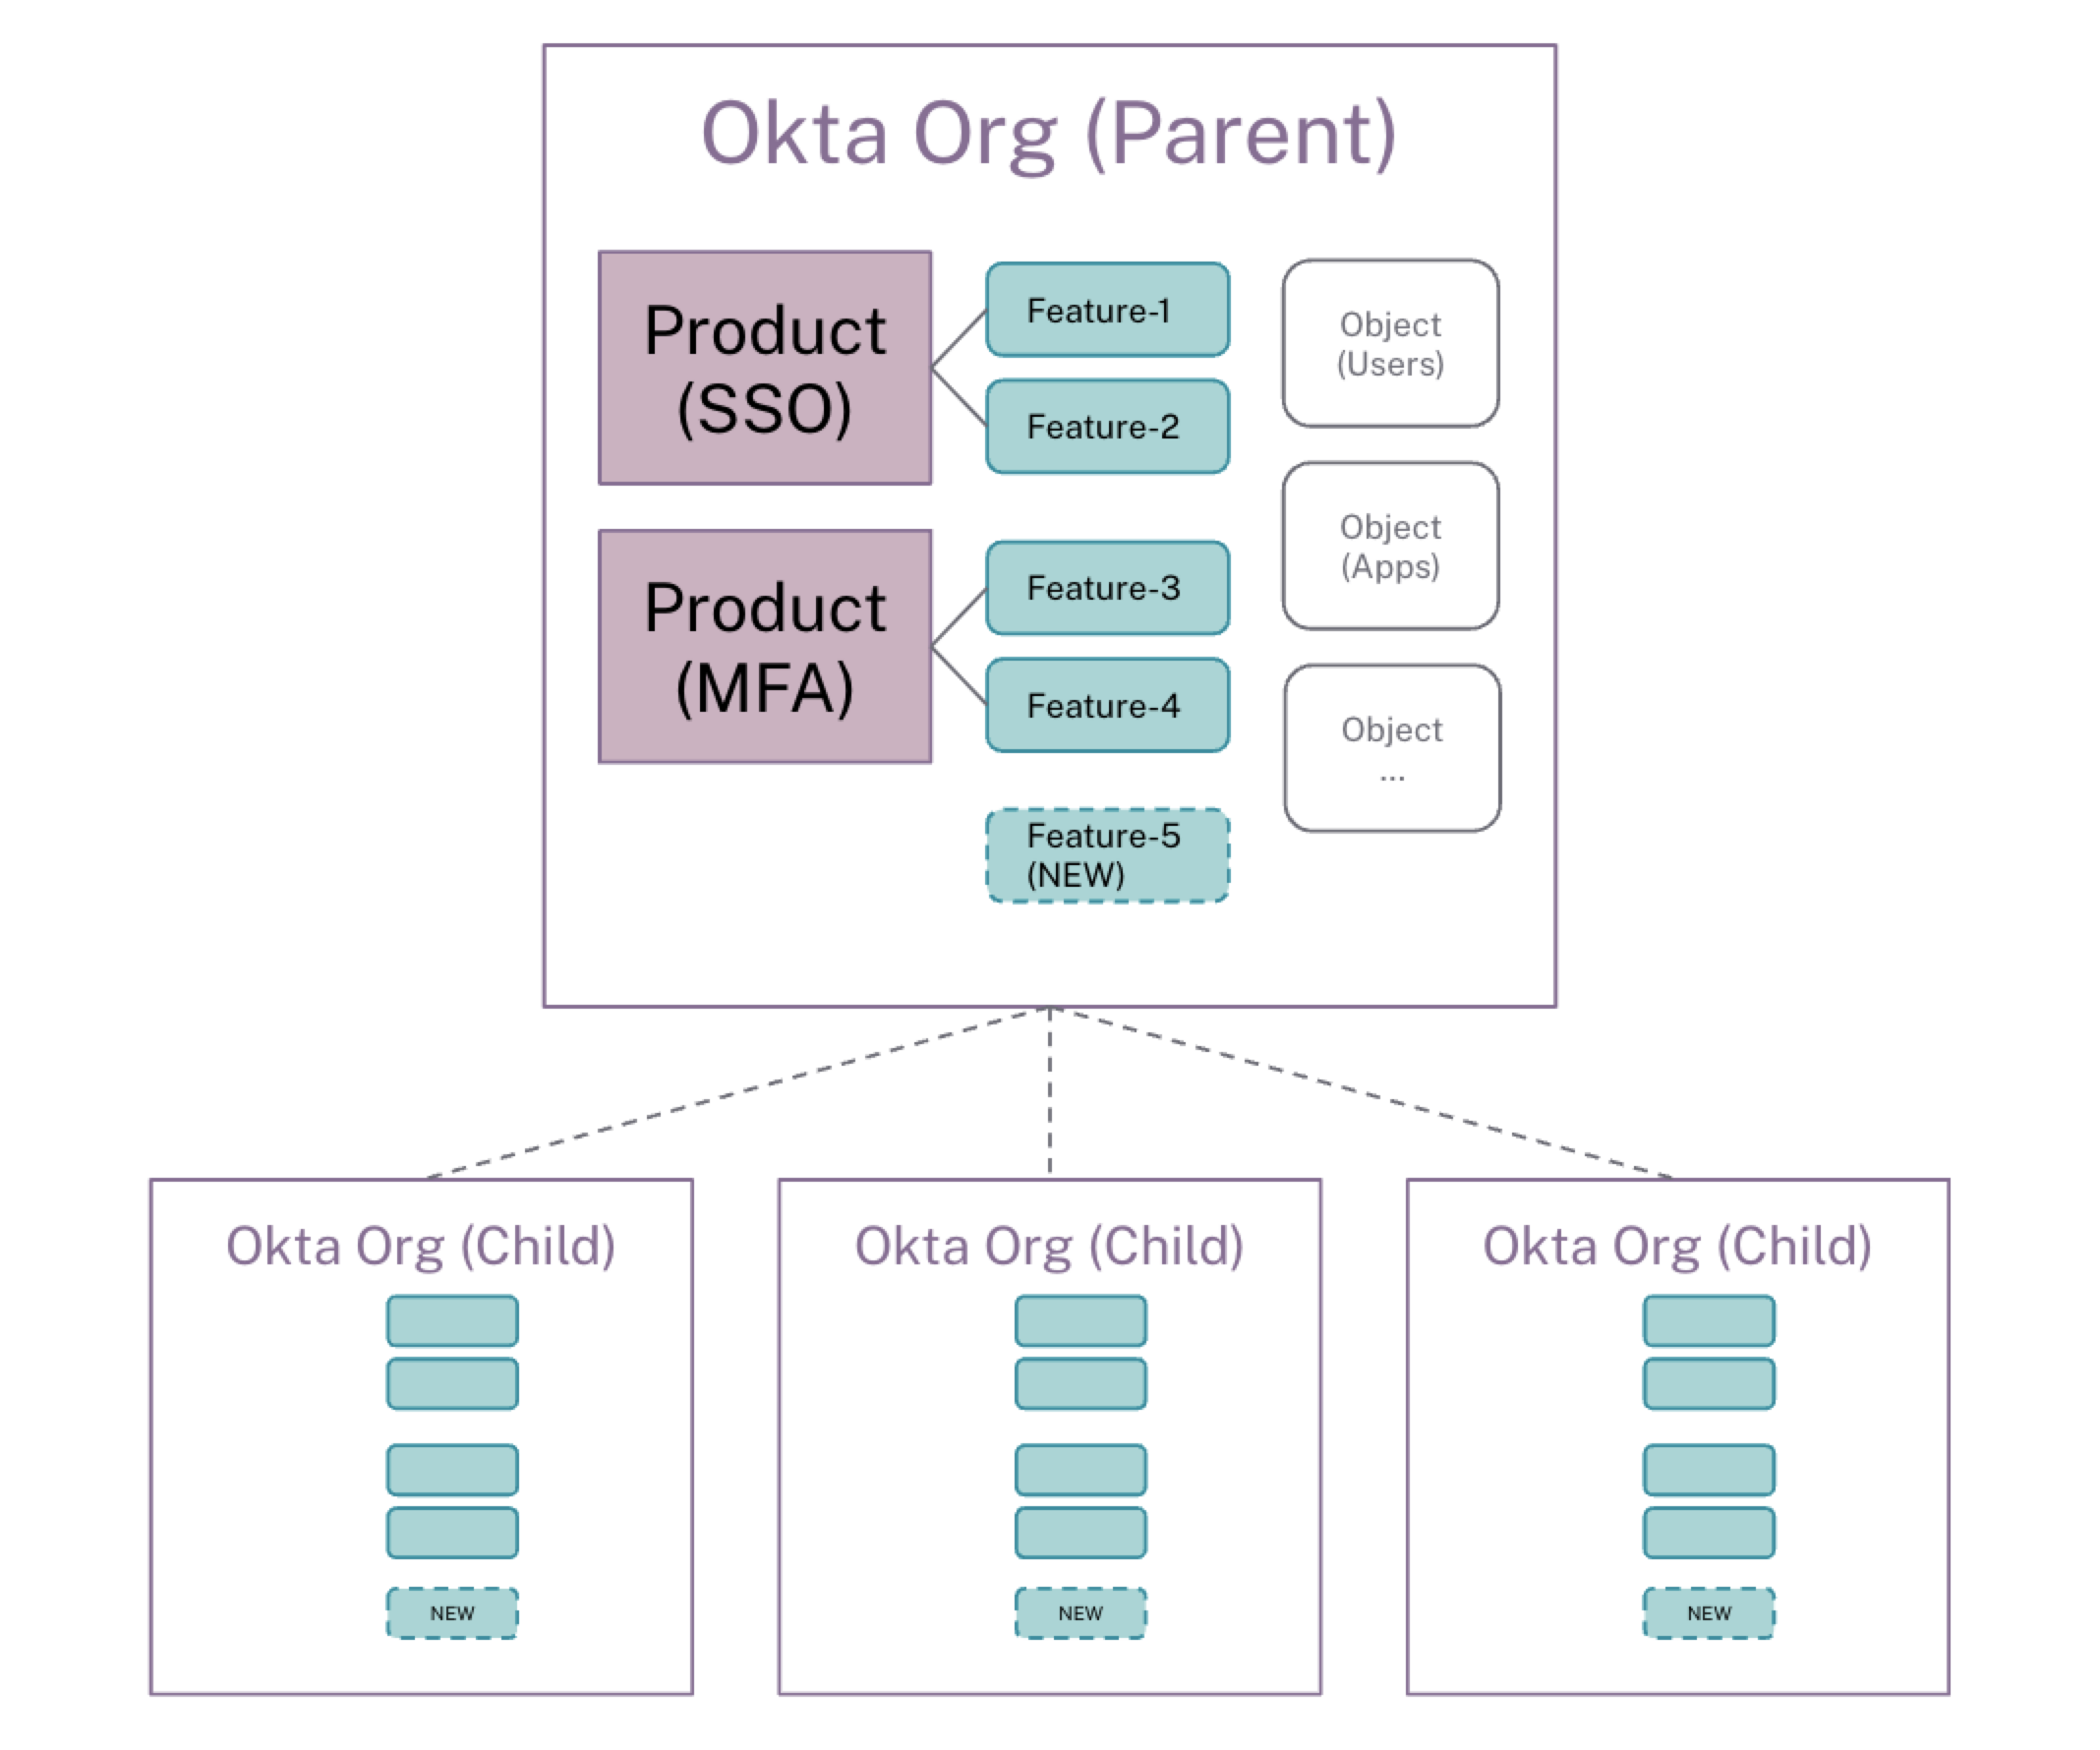 Okta Org (Parent)
Product
(SSO)
Feature-1
Feature-2
Product
(MFA)
Feature-3
Feature-4
Feature-5
(NEW)
Object
(Users)
Object
(Apps)
Object
...
Okta Org (Child)
NEW
Okta Org (Child)
NEW
Okta Org (Child)
NEW